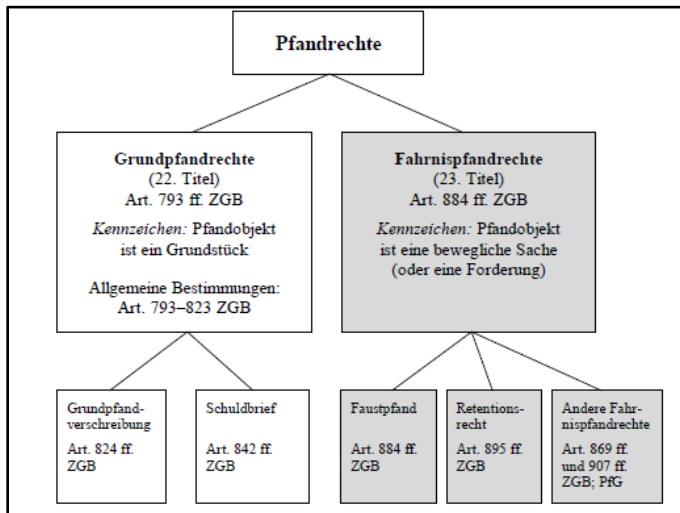 Pfandrechte
Grundpfandrechte
(22. Titel)
Art. 793 ff. ZGB
Kennzeichen: Pfandobjekt
ist ein Grundstück
Allgemeine Bestimmungen:
Art. 793–823 ZGB
Fahrnispfandrechte
(23. Titel)
Art. 884 ff. ZGB
Kennzeichen: Pfandobjekt
ist eine bewegliche Sache
(oder eine Forderung)
Grundpfand-
verschreibung
Art. 824 ff.
ZGB
Schuldbrief
Art. 842 ff.
ZGB
Faustpfand
Art. 884 ff.
ZGB
Retentions-
recht
Art. 895 ff.
ZGB
Andere Fahr-
nispfandrechte
Art. 869 ff.
und 907 ff.
ZGB; PfG